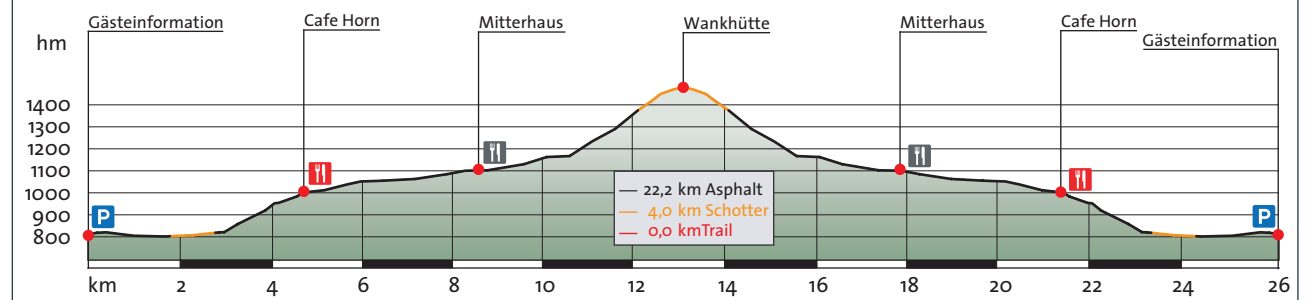 Gästeinformation
Cafe Horn
Mitterhaus
Wankhütte
Mitterhaus
Cafe Horn
Gästeinformation
hm
1400
1300
1200
1100
1000
900
800
P
P
22,2 km Asphalt
4,0 km Schotter
0,0 kmTrail
km 2 4 6 8 10 12 14 16 18 20 22 24 26